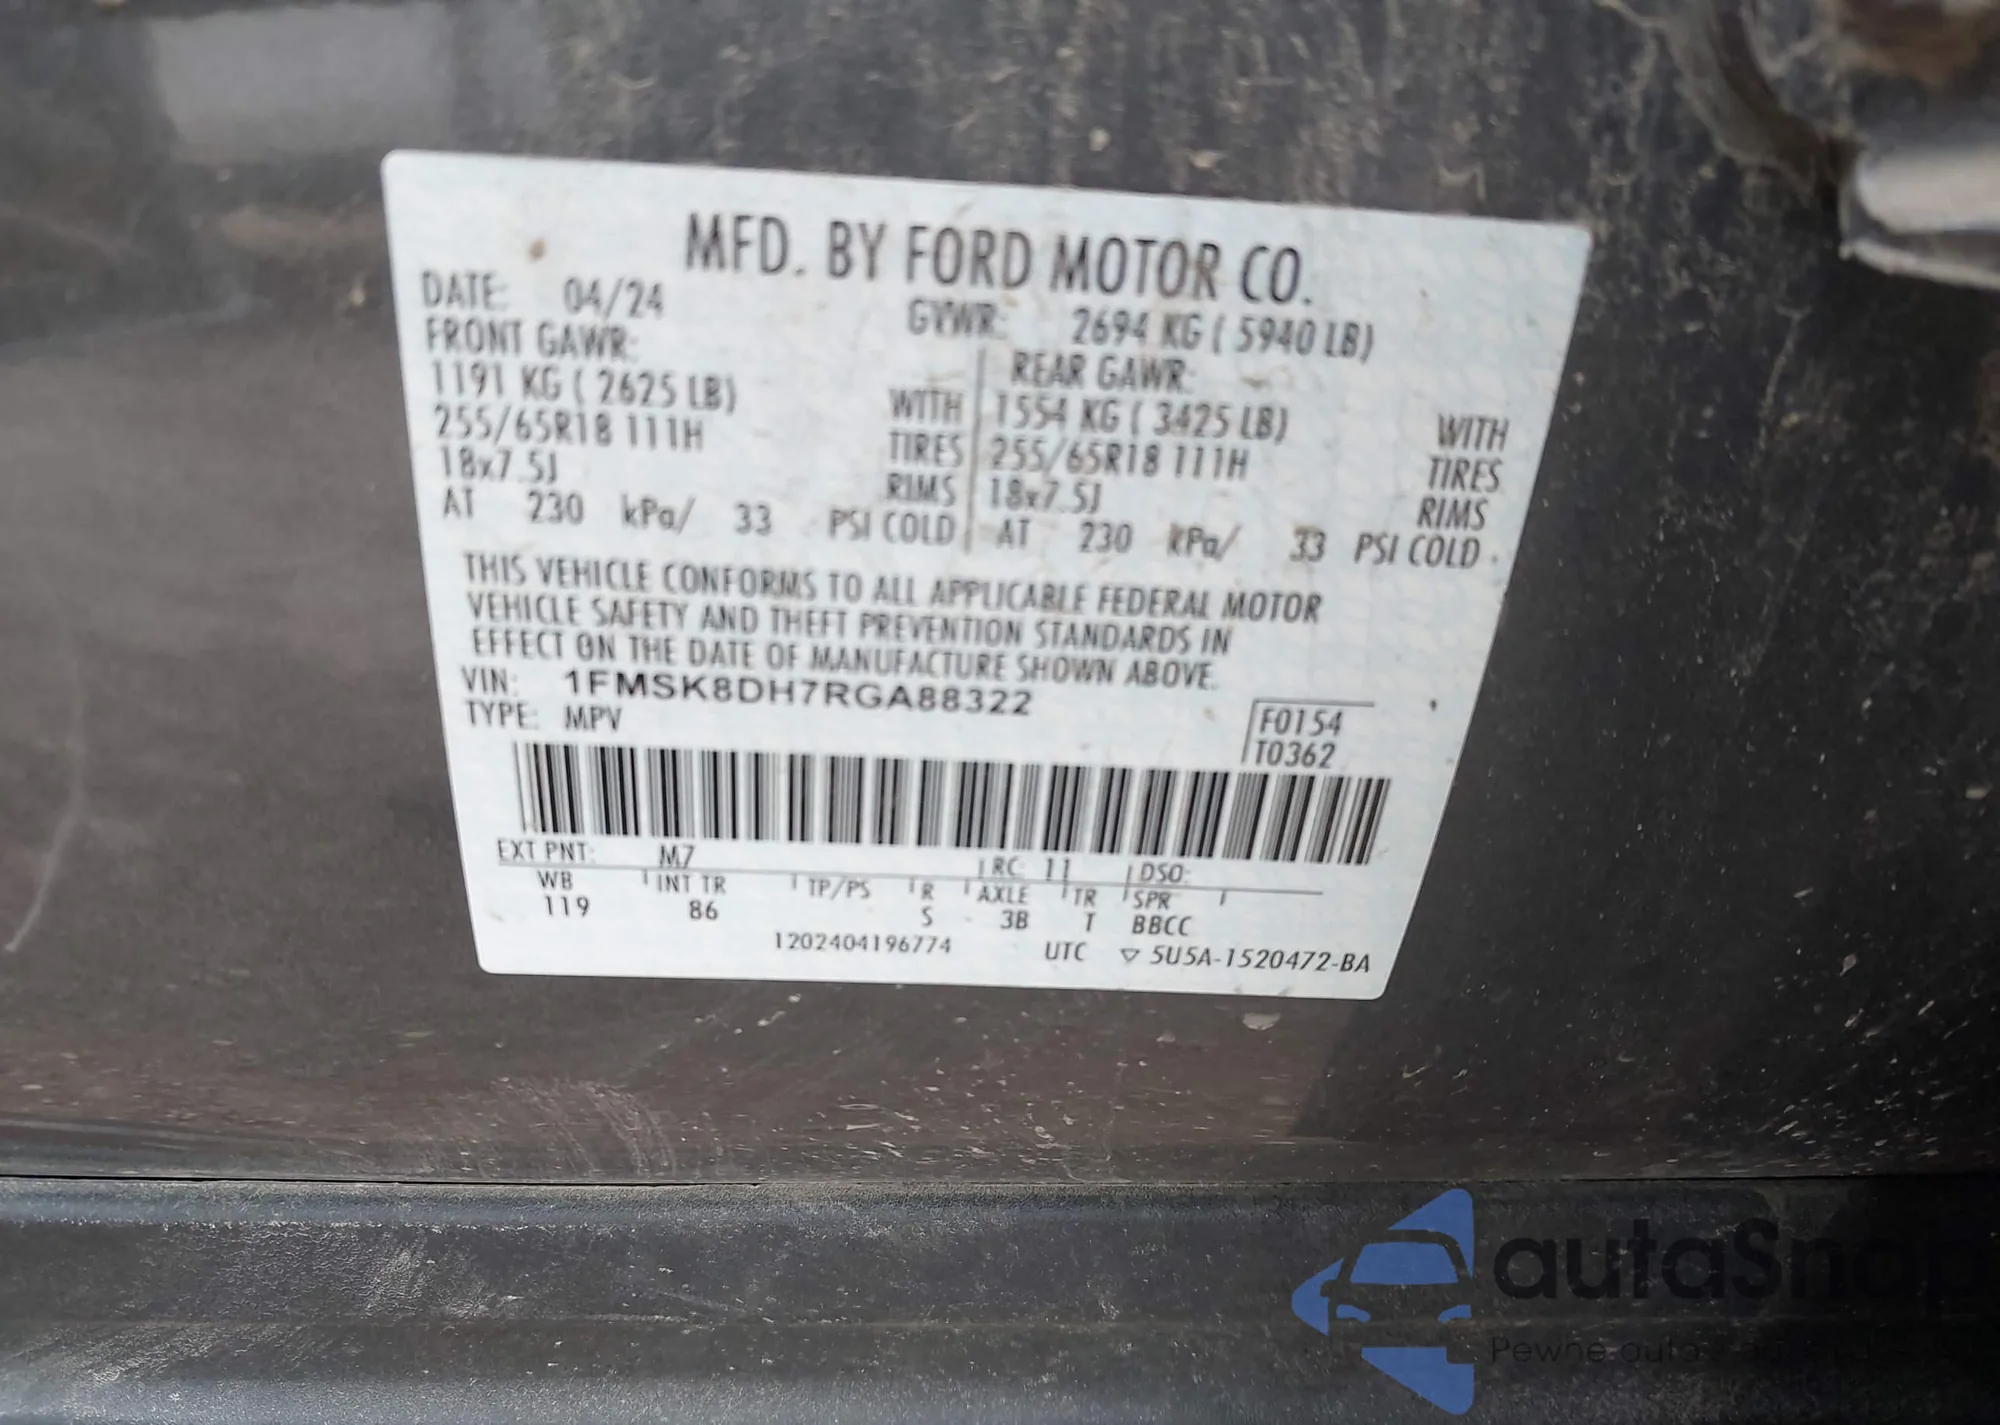 MFD. BY FORD MOTOR CO.
DATE: 04/24 GVWR: 2694 KG ( 5940 LB)
FRONT GAWR: REAR GAWR:
1191 KG ( 2625 LB) WITH 1554 KG ( 3425 LB) WITH
255/65R18 111H TIRES 255/65R18 111H TIRES
18x7.5J RIMS 18x7.5J RIMS
AT 230 kPa/ 33 PSI COLD AT 230 kPa/ 33 PSI COLD
THIS VEHICLE CONFORMS TO ALL APPLICABLE FEDERAL MOTOR
VEHICLE SAFETY AND THEFT PREVENTION STANDARDS IN
EFFECT ON THE DATE OF MANUFACTURE SHOWN ABOVE.
VIN: 1FMSK8DH7RGA88322
TYPE: MPV
F0154
T0362
EXT PNT: M7 RC: 11 DSO:
WB INT TR TP/PS R AXLE TR SPR
119 86 S 3B T BBCC
1202404196774 UTC ▽ 5U5A-1520472-BA
autaSnap
Pewne auta